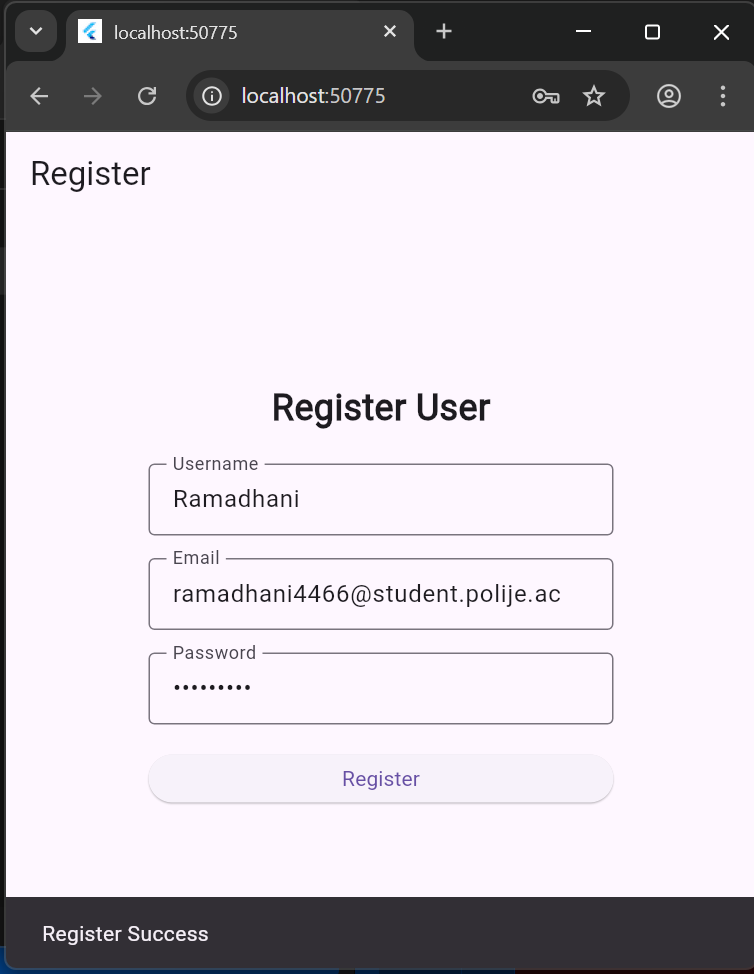 localhost:50775
localhost:50775
Register
Register User
Username
Ramadhani
Email
ramadhani4466@student.polije.ac
Password
•••••••••
Register
Register Success